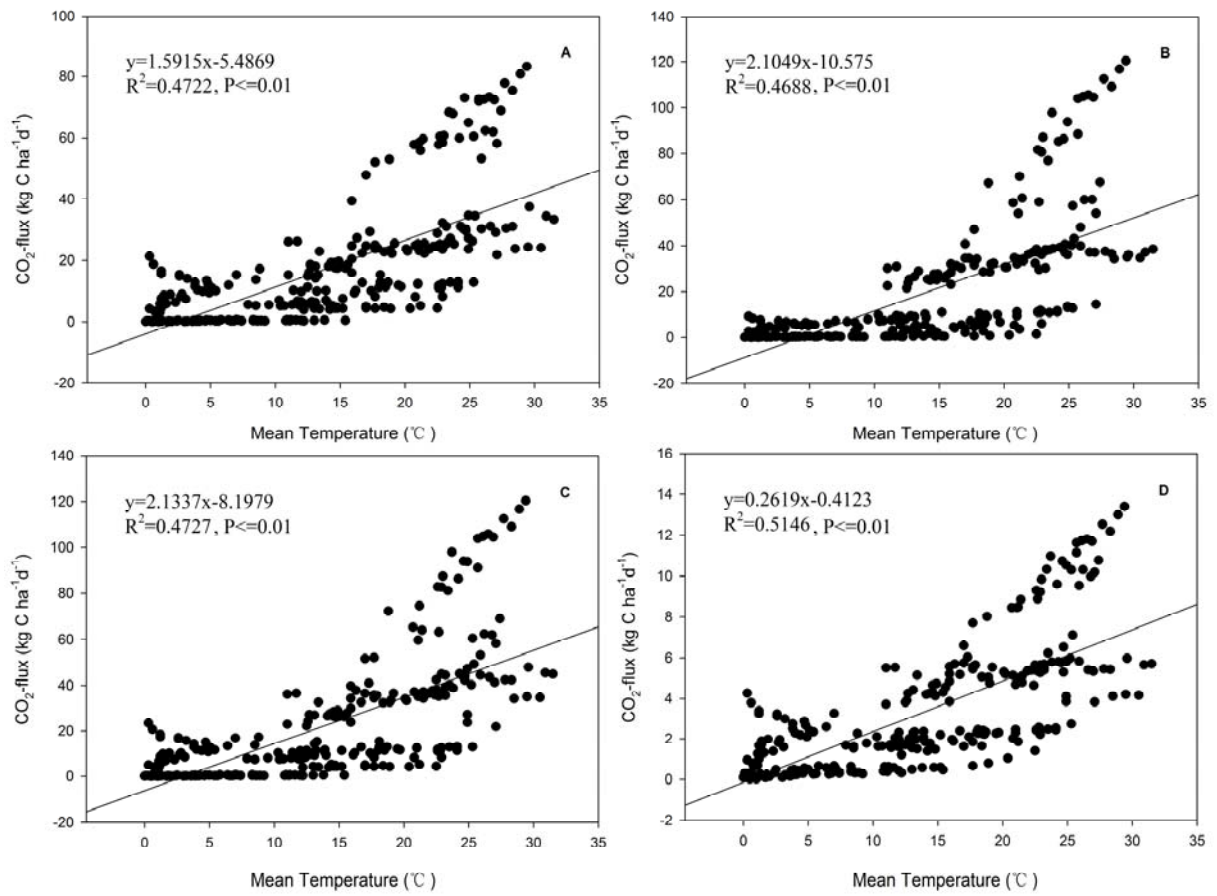 A
y=1.5915x-5.4869
R²=0.4722, P<=0.01
CO₂-flux (kg C ha⁻¹d⁻¹)
100
80
60
40
20
0
-20
0 5 10 15 20 25 30 35
Mean Temperature (℃)
B
y=2.1049x-10.575
R²=0.4688, P<=0.01
CO₂-flux (kg C ha⁻¹d⁻¹)
140
120
100
80
60
40
20
0
-20
0 5 10 15 20 25 30 35
Mean Temperature (℃)
C
y=2.1337x-8.1979
R²=0.4727, P<=0.01
CO₂-flux (kg C ha⁻¹d⁻¹)
140
120
100
80
60
40
20
0
-20
0 5 10 15 20 25 30 35
Mean Temperature (℃)
D
y=0.2619x-0.4123
R²=0.5146, P<=0.01
CO₂-flux (kg C ha⁻¹d⁻¹)
16
14
12
10
8
6
4
2
0
-2
0 5 10 15 20 25 30 35
Mean Temperature (℃)